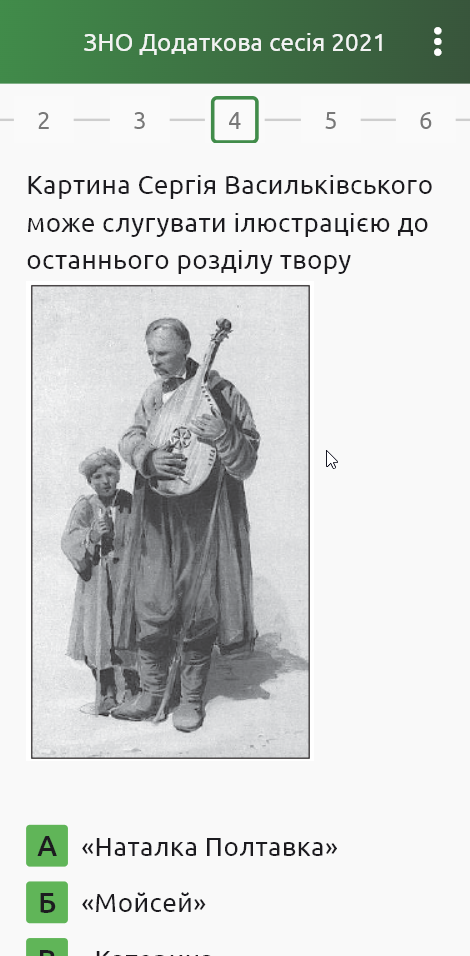 ЗНО Додаткова сесія 2021
2 3 4 5 6
Картина Сергія Васильківського
може слугувати ілюстрацією до
останнього розділу твору
А «Наталка Полтавка»
Б «Мойсей»